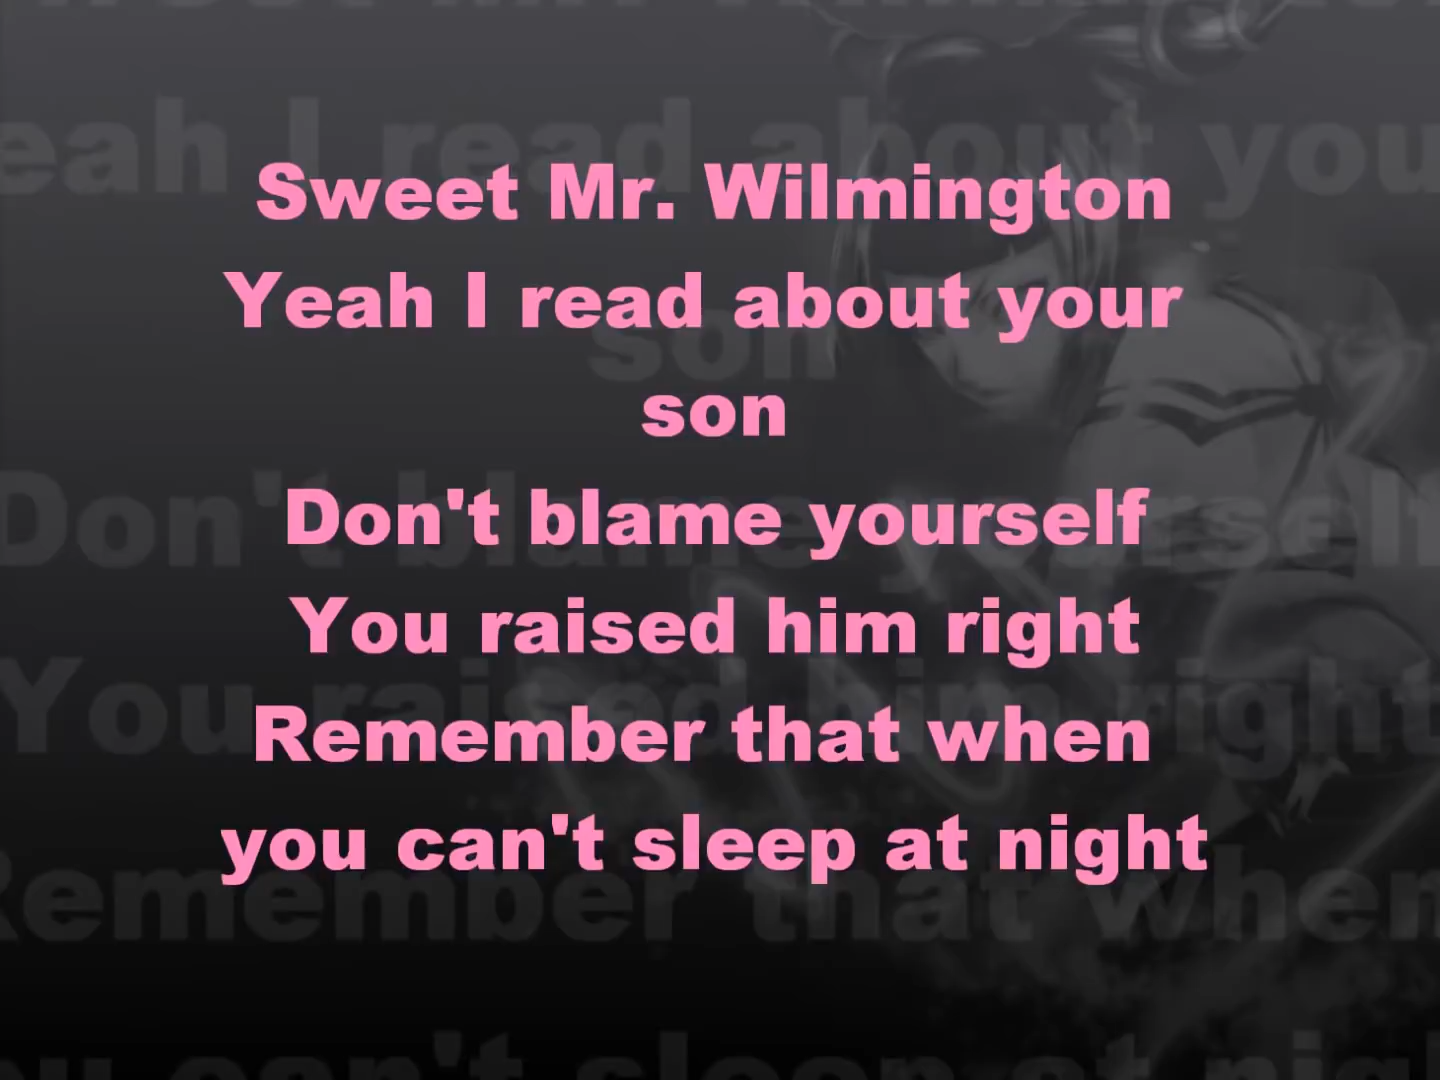 Sweet Mr. Wilmington
Yeah I read about your
son
Don't blame yourself
You raised him right
Remember that when
you can't sleep at night